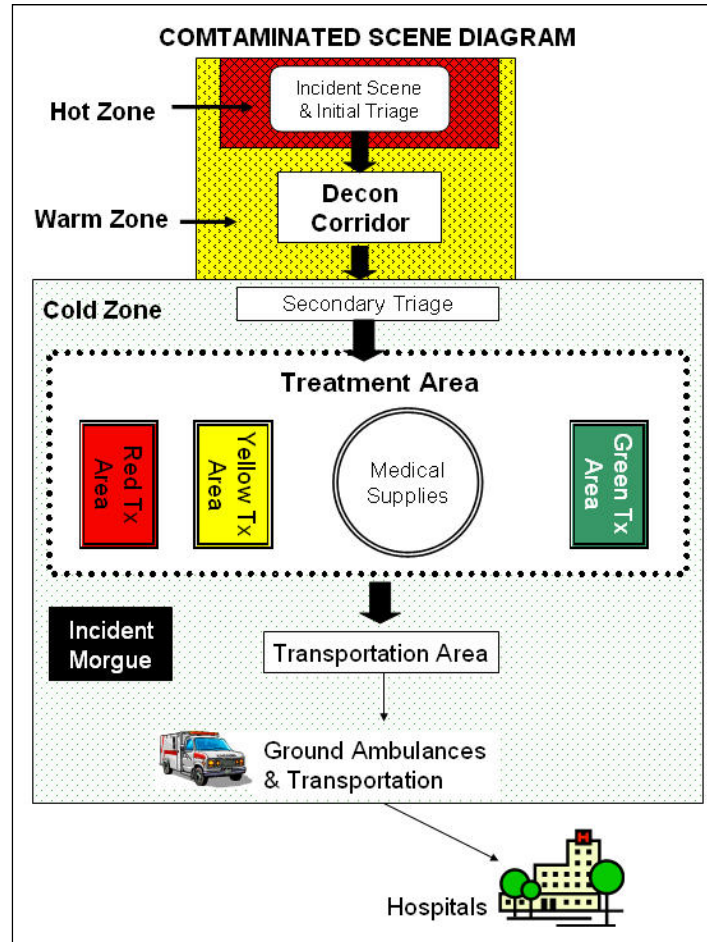 COMTAMINATED SCENE DIAGRAM
Incident Scene
& Initial Triage
Hot Zone
Decon
Corridor
Warm Zone
Secondary Triage
Cold Zone
Treatment Area
Red Tx
Area
Yellow Tx
Area
Medical
Supplies
Green Tx
Area
Incident
Morgue
Transportation Area
Ground Ambulances
& Transportation
H
Hospitals